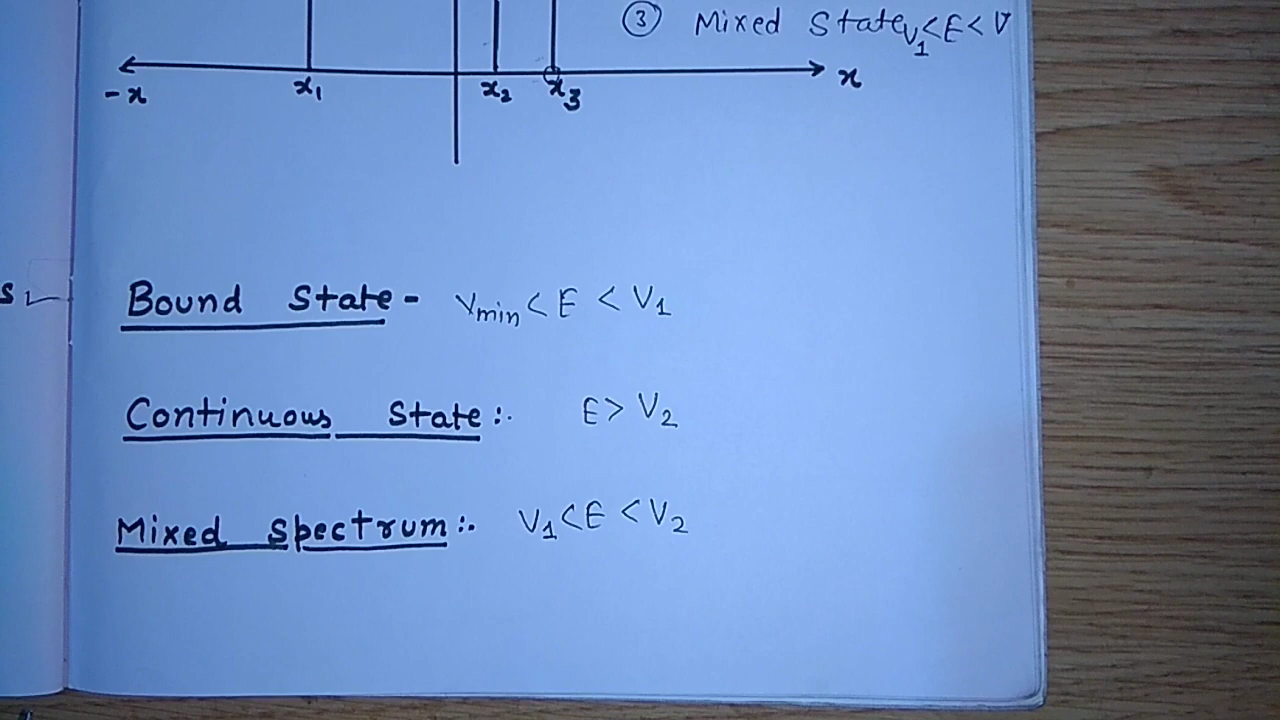 ③ Mixed State V₁<E<V
-x x₁ x₂ x₃ x
s
Bound State- Vmin<E<V₁
Continuous State:- E>V₂
Mixed Spectrum:- V₁<E<V₂